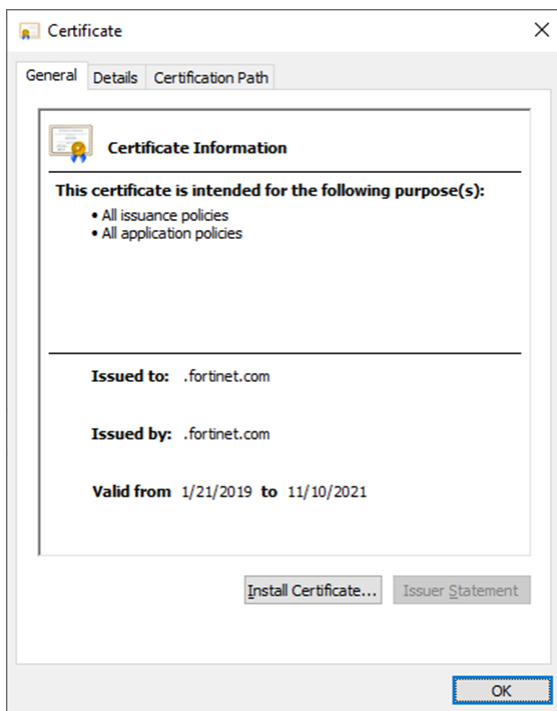 Certificate
General Details Certification Path
Certificate Information
This certificate is intended for the following purpose(s):
• All issuance policies
• All application policies
Issued to: .fortinet.com
Issued by: .fortinet.com
Valid from 1/21/2019 to 11/10/2021
Install Certificate... Issuer Statement
OK